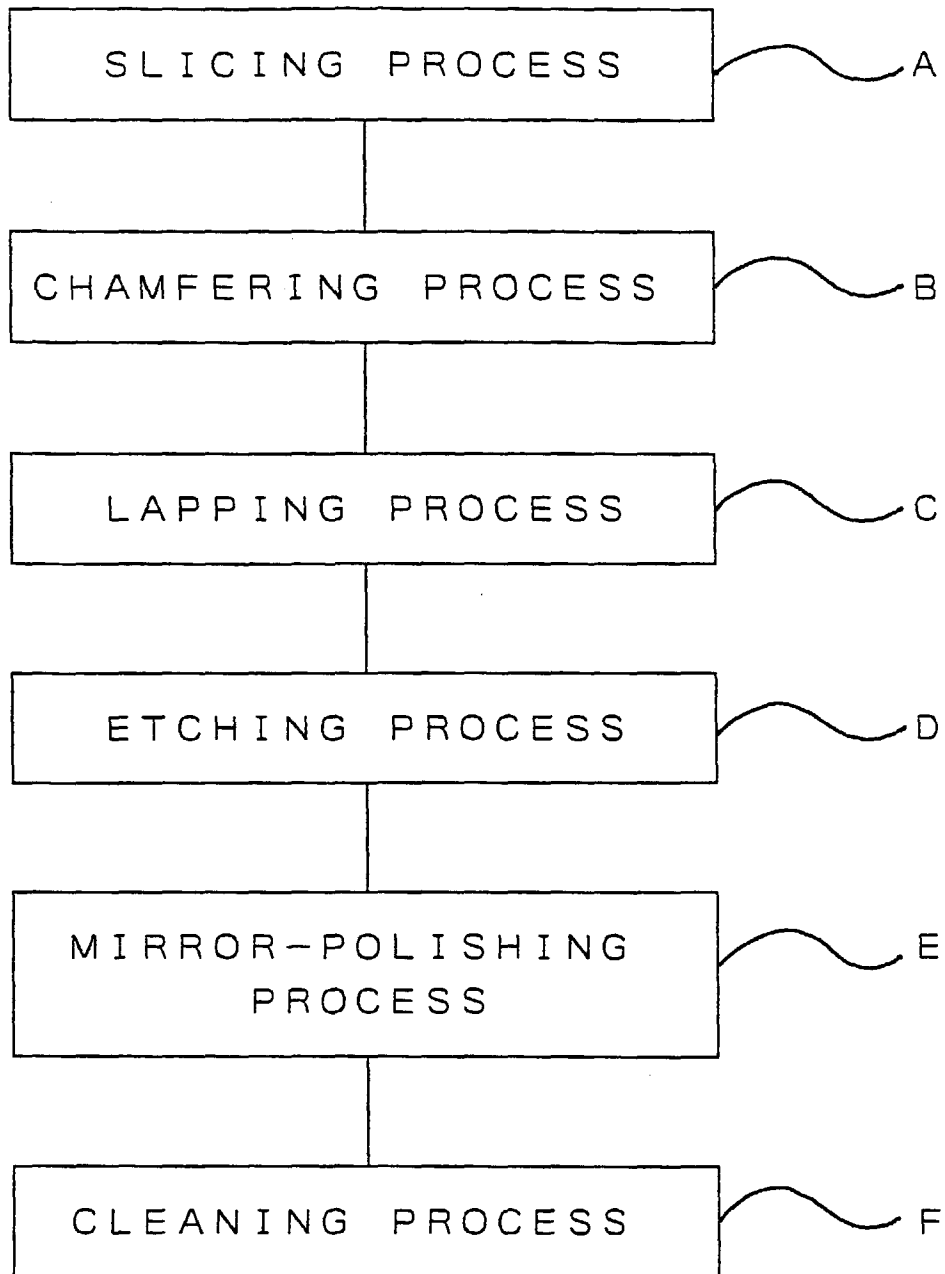 SLICING PROCESS A
CHAMFERING PROCESS B
LAPPING PROCESS C
ETCHING PROCESS D
MIRROR-POLISHING E
PROCESS
CLEANING PROCESS F